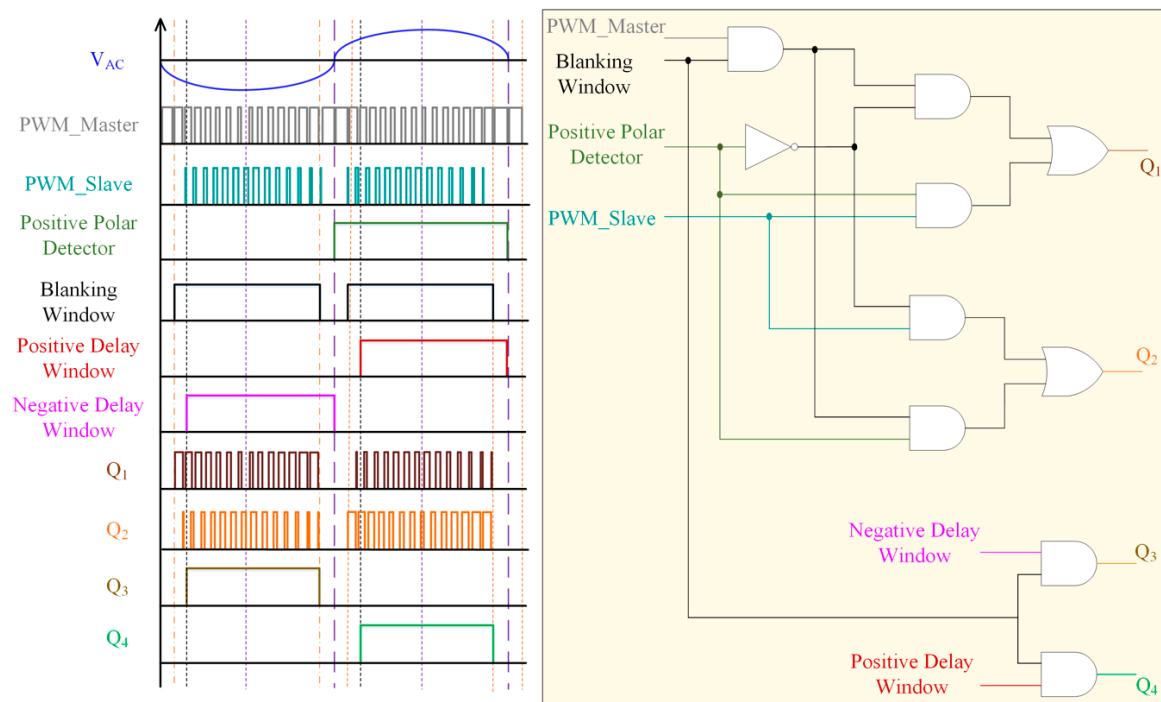 V_AC
PWM_Master
PWM_Slave
Positive Polar
Detector
Blanking
Window
Positive Delay
Window
Negative Delay
Window
Q₁
Q₂
Q₃
Q₄
PWM_Master
Blanking
Window
Positive Polar
Detector
PWM_Slave
Q₁
Q₂
Negative Delay
Window
Q₃
Positive Delay
Window
Q₄